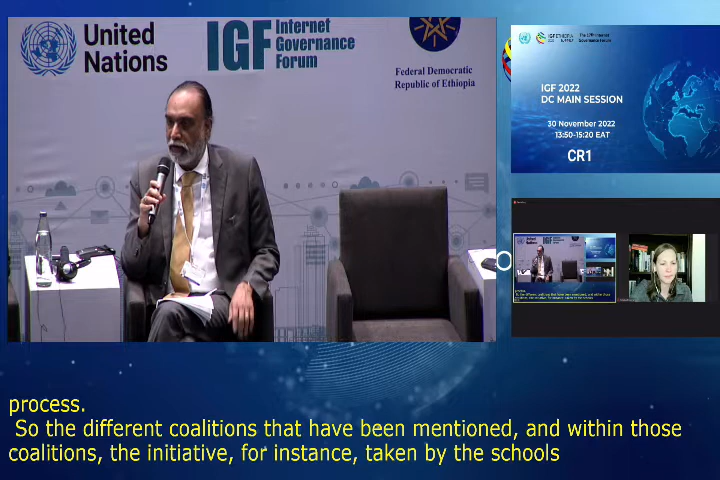 United
Nations
IGF Internet
Governance
Forum
Federal Democratic
Republic of Ethiopia
IGF 2022
DC MAIN SESSION
30 November 2022
13:50-15:20 EAT
CR1
process.
So the different coalitions that have been mentioned, and within those
coalitions, the initiative, for instance, taken by the schools